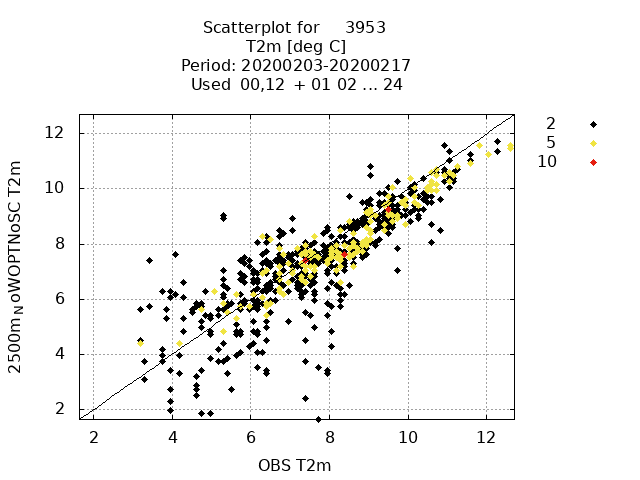 Scatterplot for 3953
T2m [deg C]
Period: 20200203-20200217
Used 00,12 + 01 02 ... 24
2
5
10
12
10
8
6
4
2
2 4 6 8 10 12
OBS T2m
2500m_NoWOPTNoSC T2m